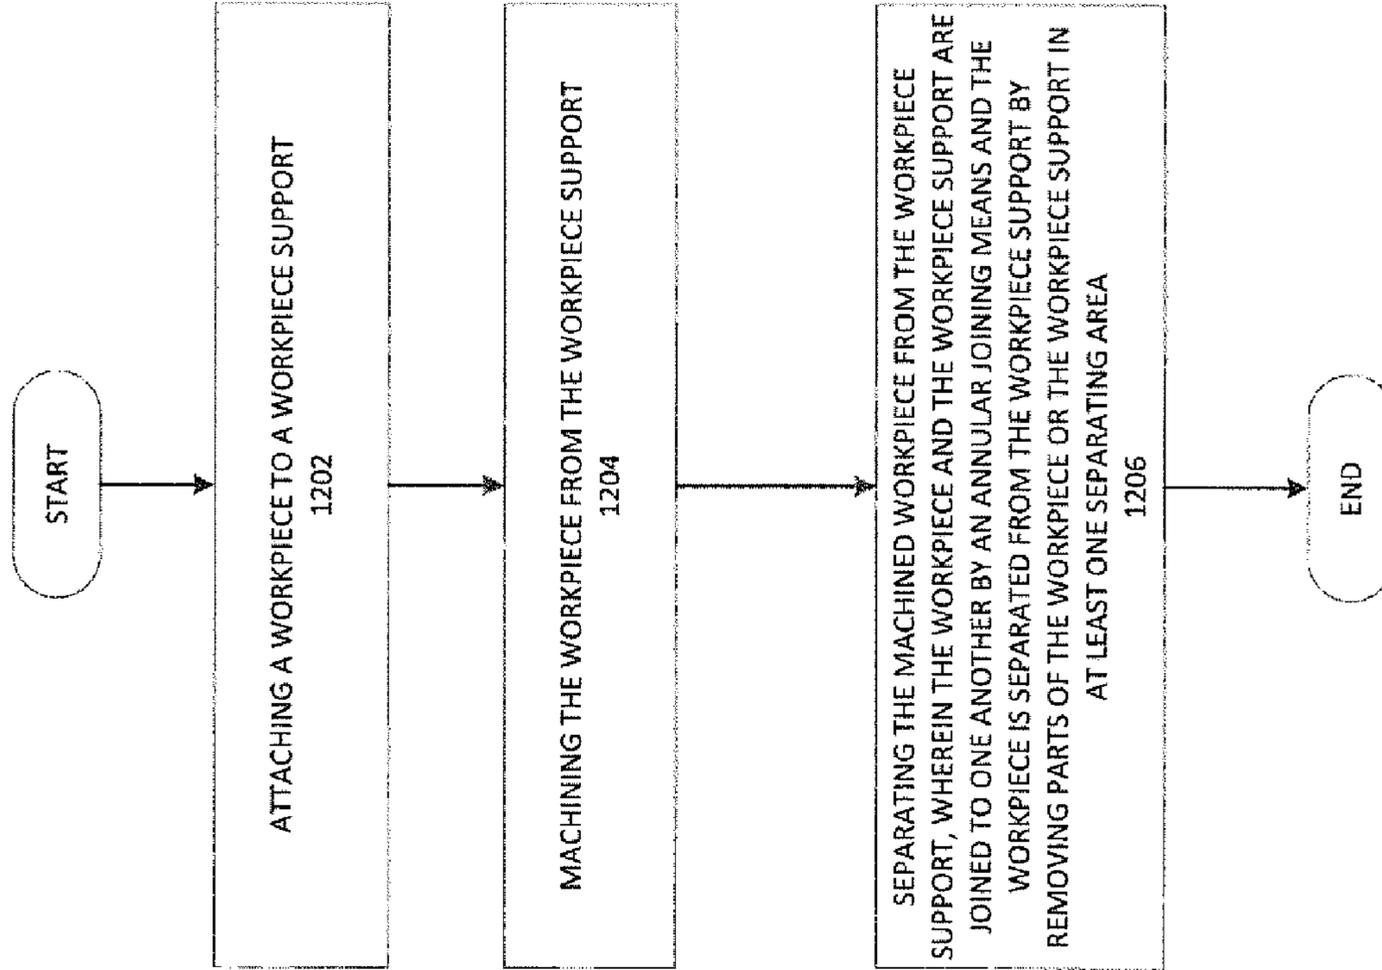 START
ATTACHING A WORKPIECE TO A WORKPIECE SUPPORT
1202
MACHINING THE WORKPIECE FROM THE WORKPIECE SUPPORT
1204
SEPARATING THE MACHINED WORKPIECE FROM THE WORKPIECE
SUPPORT, WHEREIN THE WORKPIECE AND THE WORKPIECE SUPPORT ARE
JOINED TO ONE ANOTHER BY AN ANNULAR JOINING MEANS AND THE
WORKPIECE IS SEPARATED FROM THE WORKPIECE SUPPORT BY
REMOVING PARTS OF THE WORKPIECE OR THE WORKPIECE SUPPORT IN
AT LEAST ONE SEPARATING AREA
1206
END